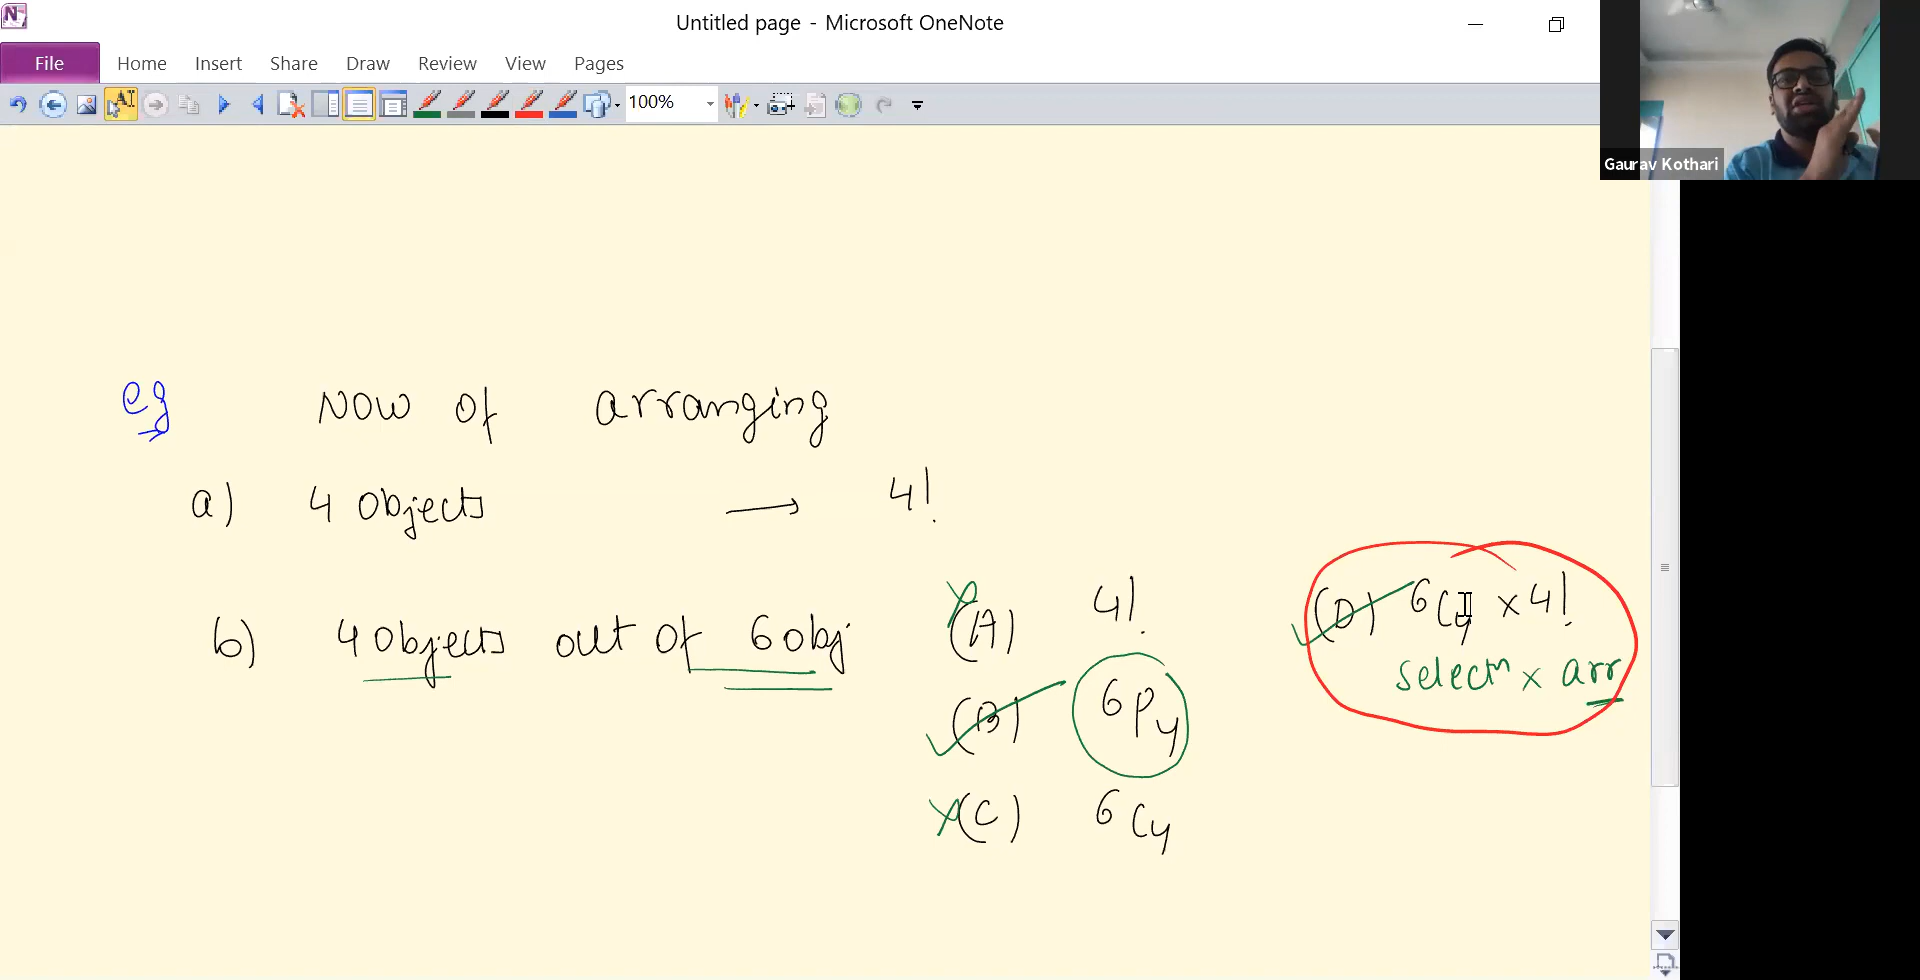 Untitled page - Microsoft OneNote
File Home Insert Share Draw Review View Pages
100%
Gaurav Kothari
eg NOW of arranging
a) 4 Objects → 4!
b) 4 Objects out of 6 obj
(A) 4!
(B) 6P4
(C) 6C4
(D) 6C4 × 4!
selectn × arr